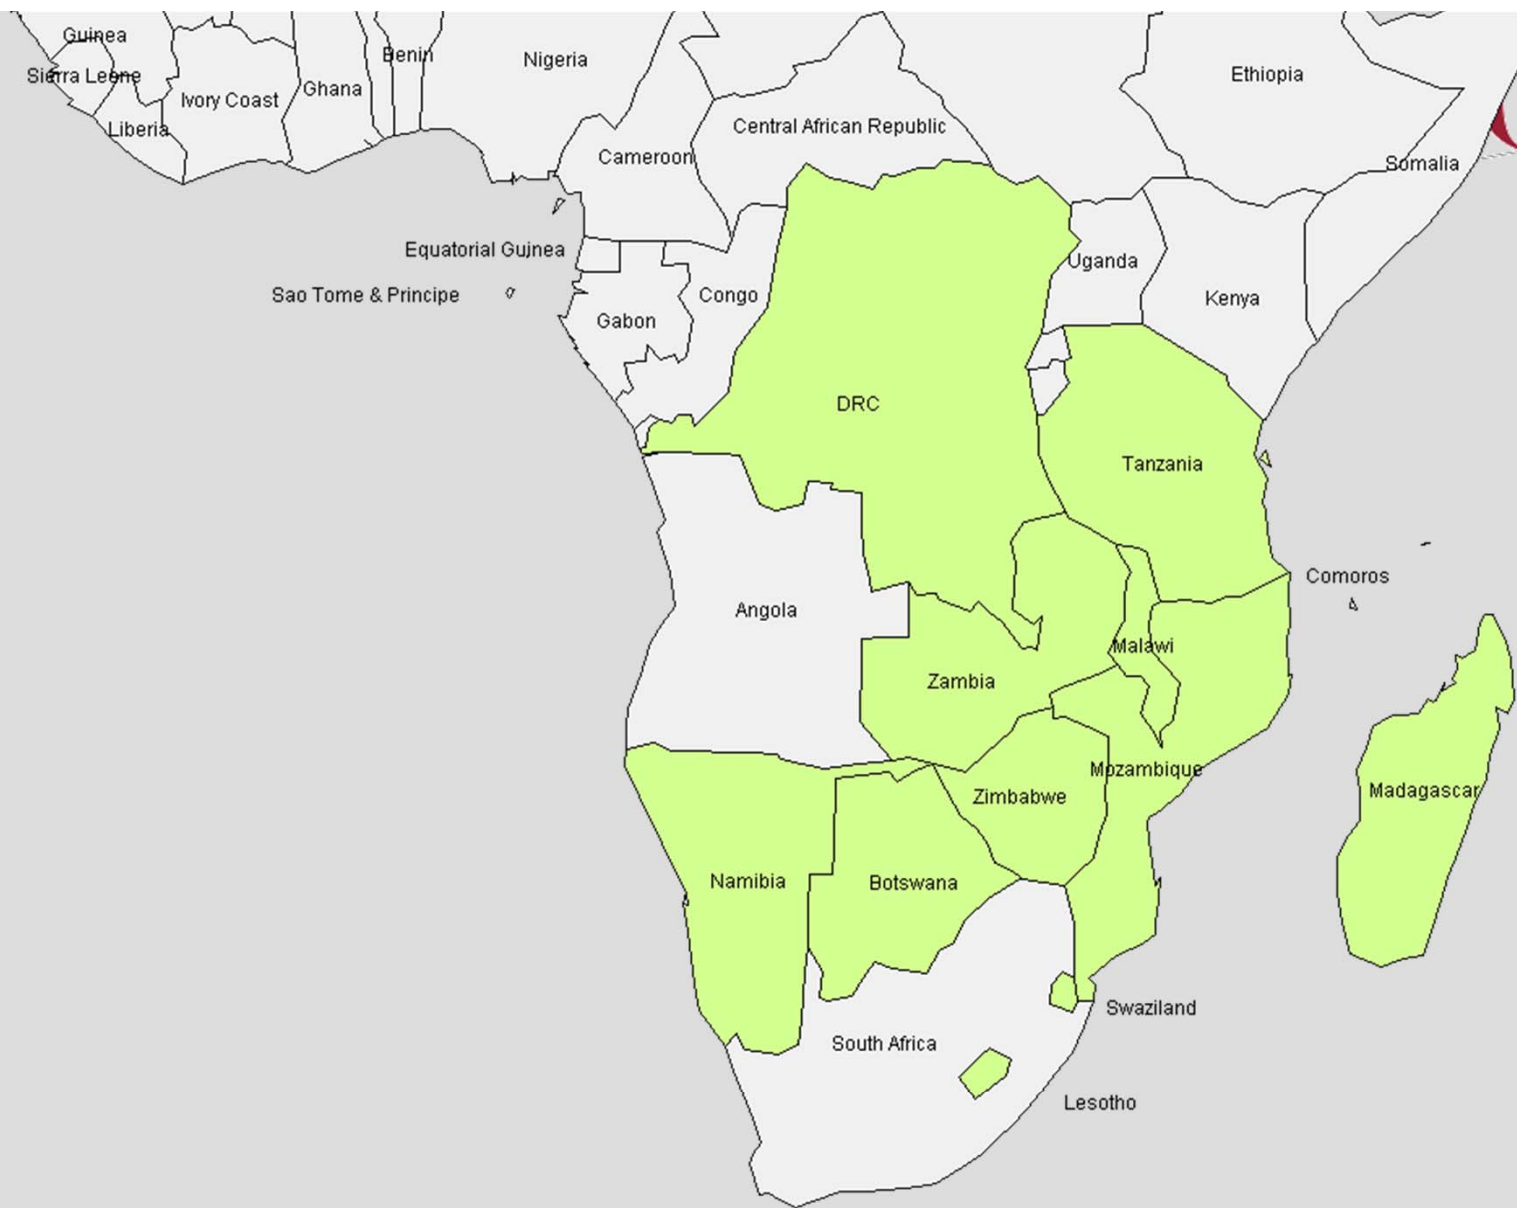 Guinea
Benin
Nigeria
Sierra Leone
Ghana
Ethiopia
Ivory Coast
Liberia
Central African Republic
Cameroon
Somalia
Equatorial Guinea
Uganda
Sao Tome & Principe
Congo
Kenya
Gabon
DRC
Tanzania
Comoros
Angola
Malawi
Zambia
Mozambique
Zimbabwe
Madagascar
Namibia
Botswana
Swaziland
South Africa
Lesotho